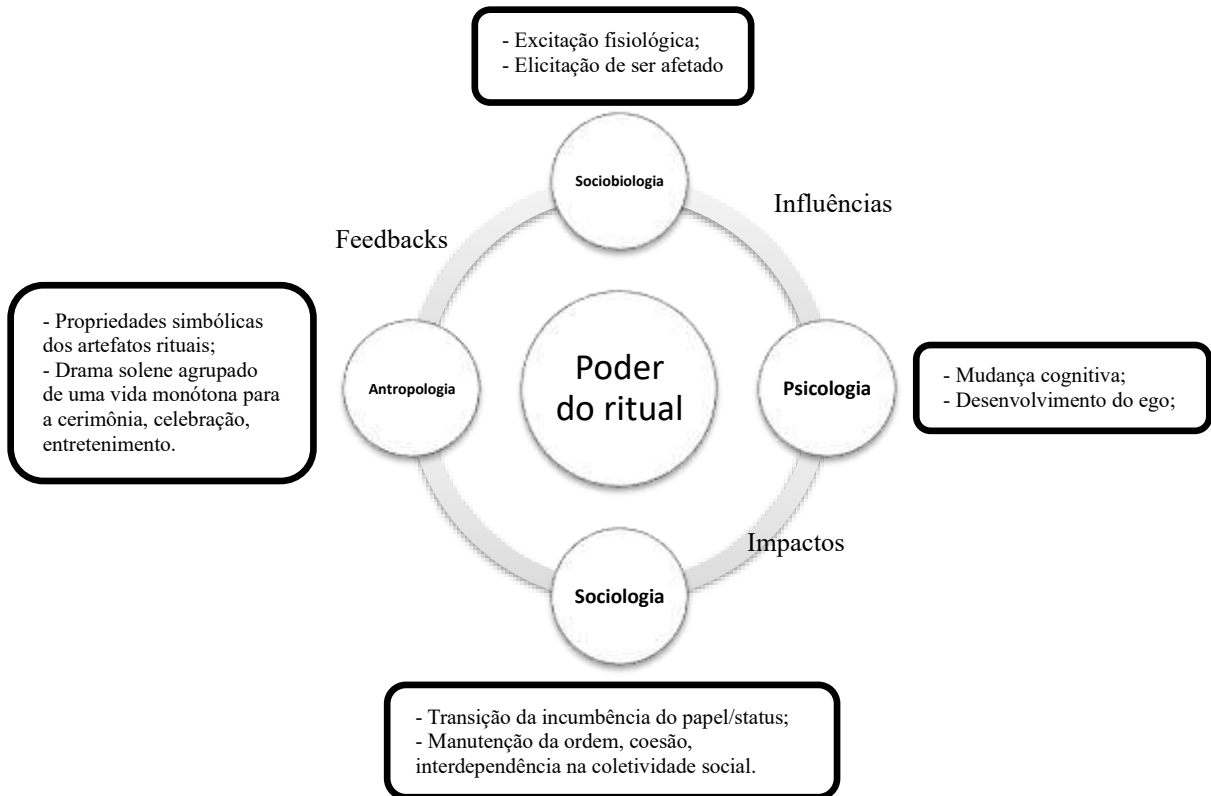 - Excitação fisiológica;
- Elicitação de ser afetado
Sociobiologia
Influências
Feedbacks
- Propriedades simbólicas
dos artefatos rituais;
- Drama solene agrupado
de uma vida monótona para
a cerimônia, celebração,
entretenimento.
Antropologia
Poder
do ritual
Psicologia
- Mudança cognitiva;
- Desenvolvimento do ego;
Impactos
Sociologia
- Transição da incumbência do papel/status;
- Manutenção da ordem, coesão,
interdependência na coletividade social.